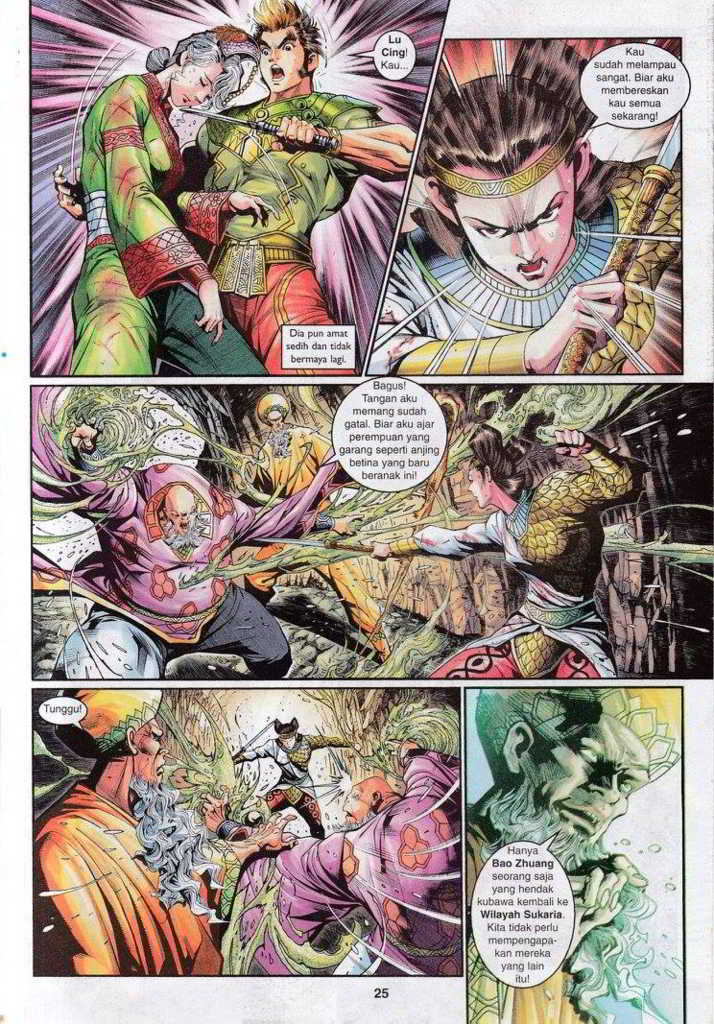 Lu
Cing!
Kau...
Kau
sudah melampau
sangat. Biar aku
membereskan
kau semua
sekarang!
Dia pun amat
sedih dan tidak
bermaya lagi.
Bagus!
Tangan aku
memang sudah
gatal. Biar aku ajar
perempuan yang
garang seperti anjing
betina yang baru
beranak ini!
Tunggu!
Hanya
Bao Zhuang
seorang saja
yang hendak
kubawa kembali ke
Wilayah Sukaria.
Kita tidak perlu
mempengapa-
kan mereka
yang lain
itu!
25